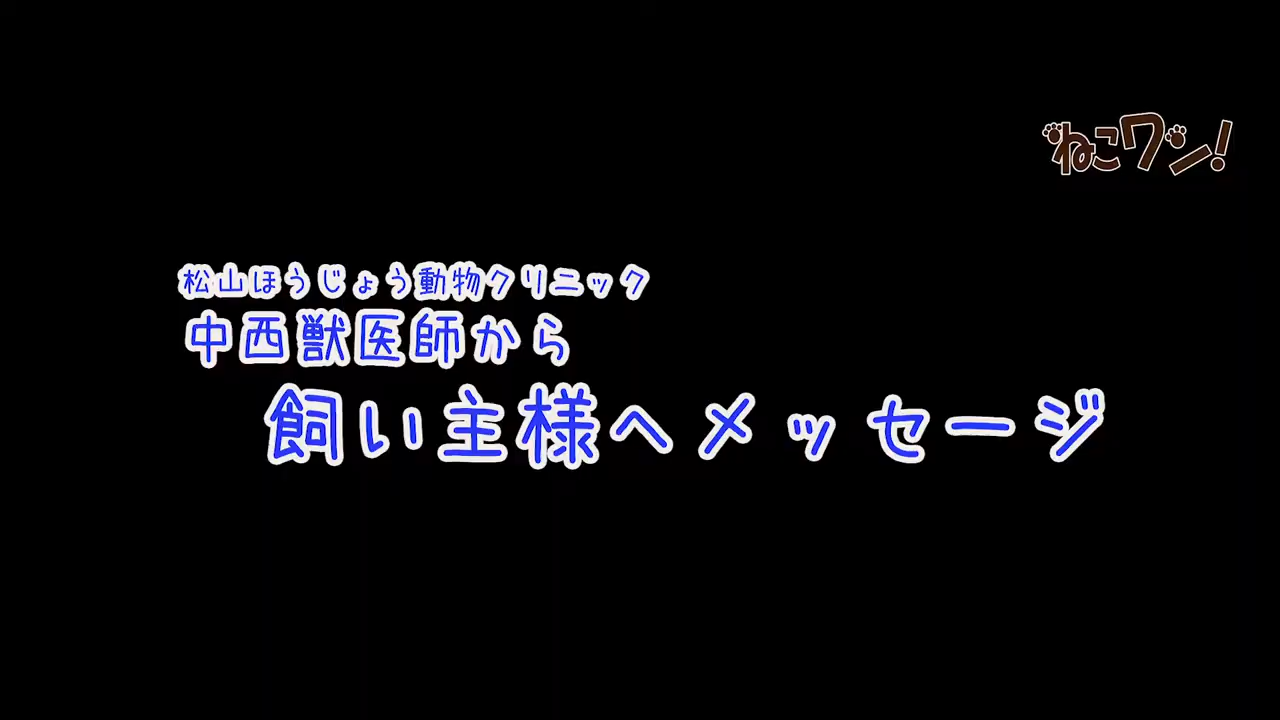 ねこワン!
松山ほうじょう動物クリニック
中西獣医師から
飼い主様へメッセージ